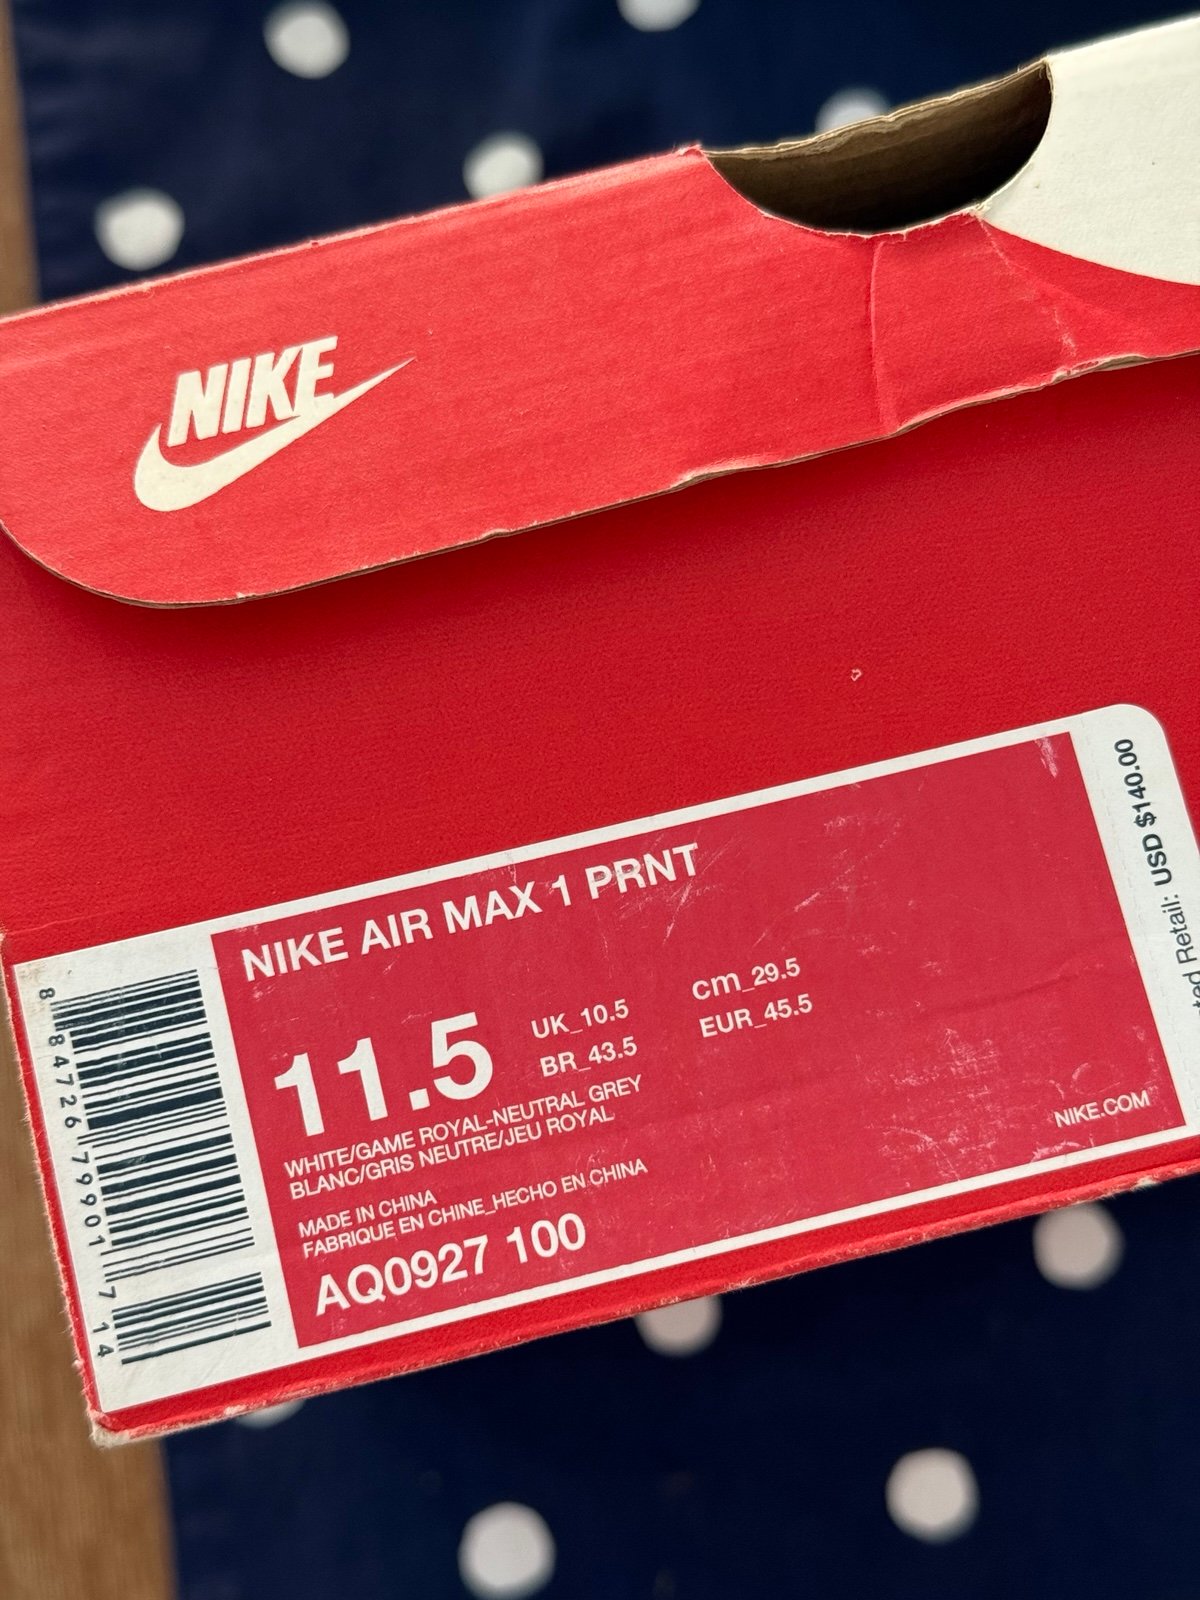 NIKE
NIKE AIR MAX 1 PRNT
11.5
UK_10.5
cm_29.5
BR_43.5
EUR_45.5
WHITE/GAME ROYAL-NEUTRAL GREY
BLANC/GRIS NEUTRE/JEU ROYAL
MADE IN CHINA
FABRIQUE EN CHINE_HECHO EN CHINA
AQ0927 100
NIKE.COM
Retail: USD $140.00
8 84726 79901 7 14